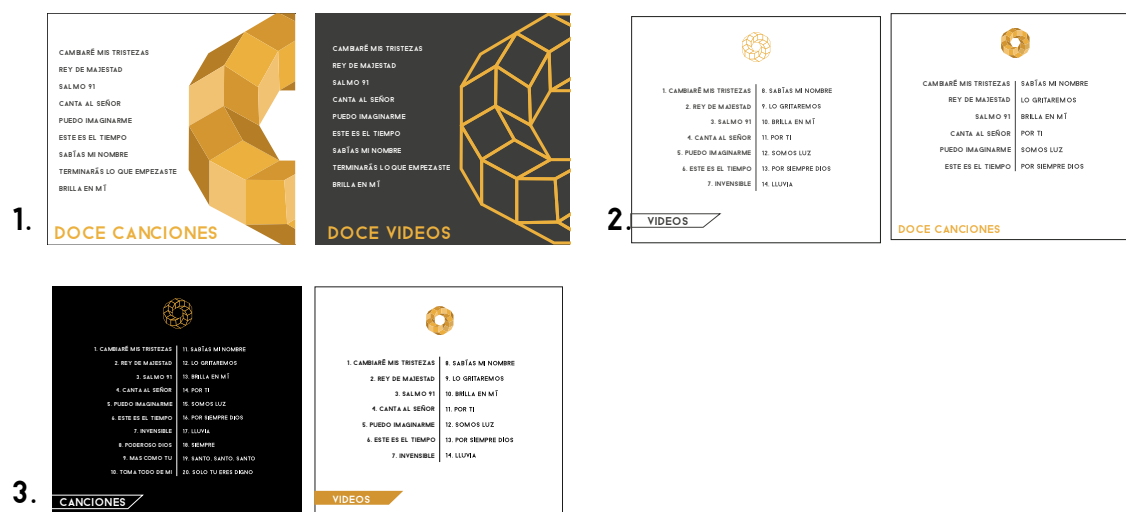 CAMBIARÉ MIS TRISTEZAS
REY DE MAJESTAD
SALMO 91
CANTA AL SEÑOR
PUEDO IMAGINARME
ESTE ES EL TIEMPO
SABÍAS MI NOMBRE
TERMINARÁS LO QUE EMPEZASTE
BRILLA EN MÍ
1.
DOCE CANCIONES
CAMBIARÉ MIS TRISTEZAS
REY DE MAJESTAD
SALMO 91
CANTA AL SEÑOR
PUEDO IMAGINARME
ESTE ES EL TIEMPO
SABÍAS MI NOMBRE
TERMINARÁS LO QUE EMPEZASTE
BRILLA EN MÍ
DOCE VIDEOS
1. CAMBIARÉ MIS TRISTEZAS
2. REY DE MAJESTAD
3. SALMO 91
4. CANTA AL SEÑOR
5. PUEDO IMAGINARME
6. ESTE ES EL TIEMPO
7. INVENSIBLE
8. SABÍAS MI NOMBRE
9. LO GRITAREMOS
10. BRILLA EN MÍ
11. POR TI
12. SOMOS LUZ
13. POR SIEMPRE DIOS
14. LLUVIA
2.
VIDEOS
CAMBIARÉ MIS TRISTEZAS
REY DE MAJESTAD
SALMO 91
CANTA AL SEÑOR
PUEDO IMAGINARME
ESTE ES EL TIEMPO
SABÍAS MI NOMBRE
LO GRITAREMOS
BRILLA EN MÍ
POR TI
SOMOS LUZ
POR SIEMPRE DIOS
DOCE CANCIONES
1. CAMBIARÉ MIS TRISTEZAS
2. REY DE MAJESTAD
3. SALMO 91
4. CANTA AL SEÑOR
5. PUEDO IMAGINARME
6. ESTE ES EL TIEMPO
7. INVENSIBLE
8. PODEROSO DIOS
9. MAS COMO TU
10. TOMA TODO DE MI
11. SABÍAS MI NOMBRE
12. LO GRITAREMOS
13. BRILLA EN MÍ
14. POR TI
15. SOMOS LUZ
16. POR SIEMPRE DIOS
17. LLUVIA
18. SIEMPRE
19. SANTO, SANTO, SANTO
20. SOLO TU ERES DIGNO
3.
CANCIONES
1. CAMBIARÉ MIS TRISTEZAS
2. REY DE MAJESTAD
3. SALMO 91
4. CANTA AL SEÑOR
5. PUEDO IMAGINARME
6. ESTE ES EL TIEMPO
7. INVENSIBLE
8. SABÍAS MI NOMBRE
9. LO GRITAREMOS
10. BRILLA EN MÍ
11. POR TI
12. SOMOS LUZ
13. POR SIEMPRE DÍOS
14. LLUVIA
VIDEOS